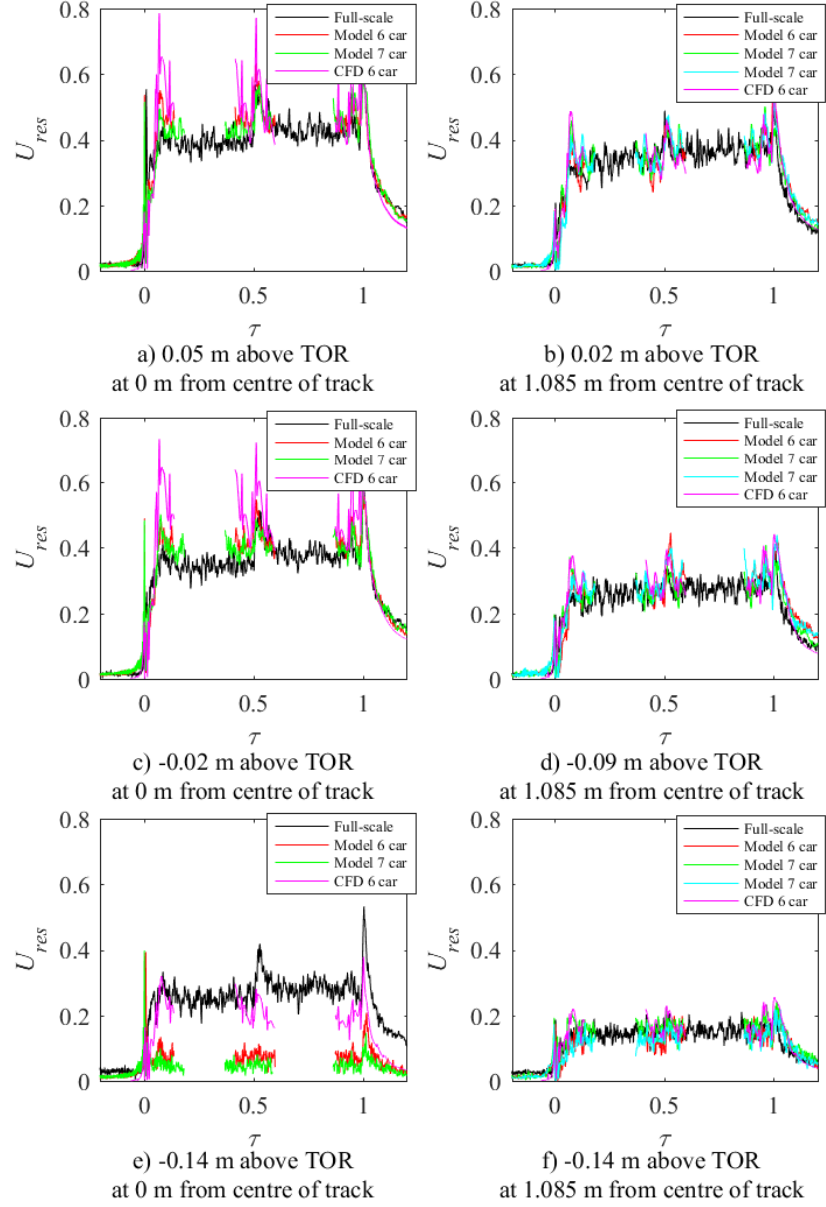 0.8
0.6
0.4
0.2
0
U_res
0
0.5
1
τ
Full-scale
Model 6 car
Model 7 car
CFD 6 car
a) 0.05 m above TOR
at 0 m from centre of track
0.8
0.6
0.4
0.2
0
U_res
0
0.5
1
τ
Full-scale
Model 6 car
Model 7 car
Model 7 car
CFD 6 car
b) 0.02 m above TOR
at 1.085 m from centre of track
0.8
0.6
0.4
0.2
0
U_res
0
0.5
1
τ
Full-scale
Model 6 car
Model 7 car
CFD 6 car
c) -0.02 m above TOR
at 0 m from centre of track
0.8
0.6
0.4
0.2
0
U_res
0
0.5
1
τ
Full-scale
Model 6 car
Model 7 car
Model 7 car
CFD 6 car
d) -0.09 m above TOR
at 1.085 m from centre of track
0.8
0.6
0.4
0.2
0
U_res
0
0.5
1
τ
Full-scale
Model 6 car
Model 7 car
CFD 6 car
e) -0.14 m above TOR
at 0 m from centre of track
0.8
0.6
0.4
0.2
0
U_res
0
0.5
1
τ
Full-scale
Model 6 car
Model 7 car
Model 7 car
CFD 6 car
f) -0.14 m above TOR
at 1.085 m from centre of track